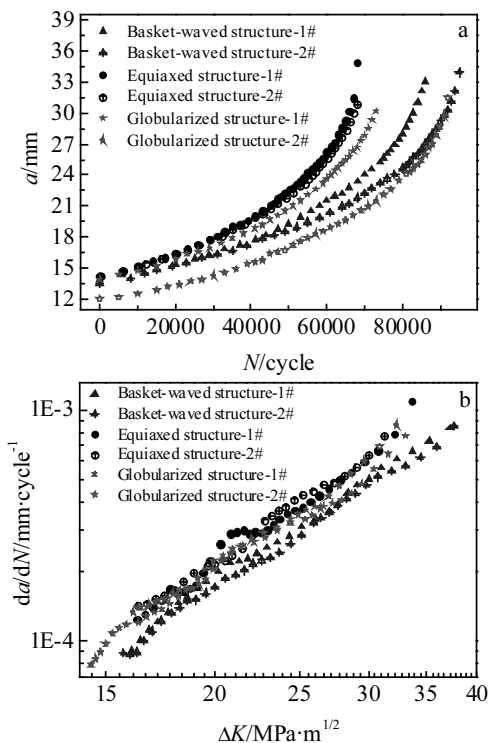 a
39
36
33
30
27
24
21
18
15
12
a/mm
Basket-waved structure-1#
Basket-waved structure-2#
Equiaxed structure-1#
Equiaxed structure-2#
Globularized structure-1#
Globularized structure-2#
0 20000 40000 60000 80000
N/cycle
b
1E-3
1E-4
da/dN/mm·cycle⁻¹
Basket-waved structure-1#
Basket-waved structure-2#
Equiaxed structure-1#
Equiaxed structure-2#
Globularized structure-1#
Globularized structure-2#
15 20 25 30 35 40
ΔK/MPa·m^1/2